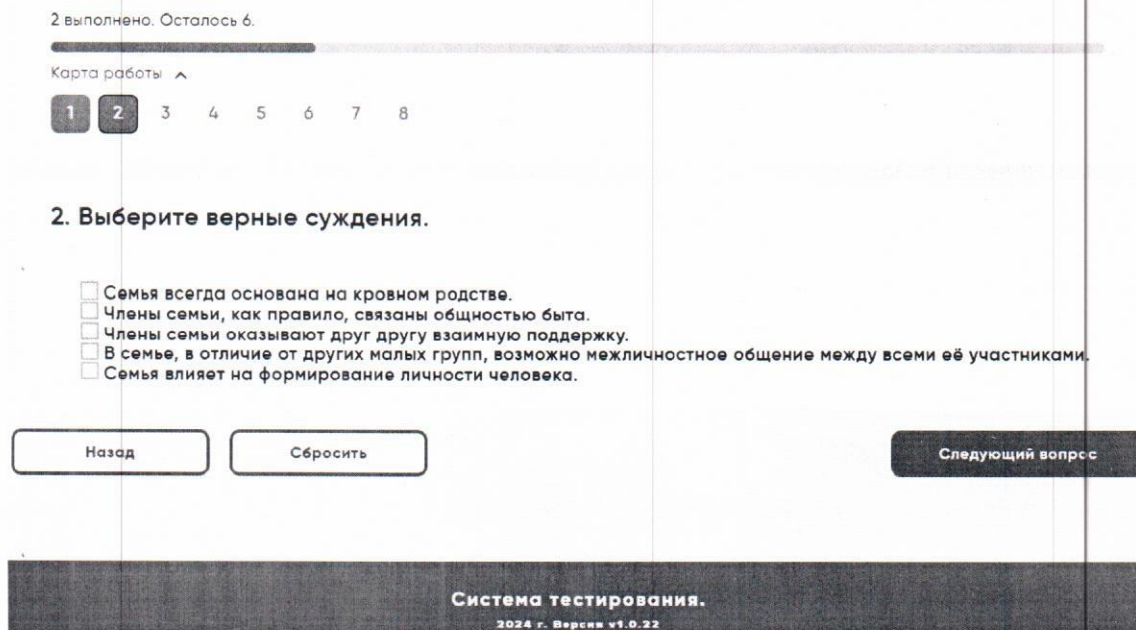 2 выполнено. Осталось 6.
Карта работы
1 2 3 4 5 6 7 8
2. Выберите верные суждения.
Семья всегда основана на кровном родстве.
Члены семьи, как правило, связаны общностью быта.
Члены семьи оказывают друг другу взаимную поддержку.
В семье, в отличие от других малых групп, возможно межличностное общение между всеми её участниками.
Семья влияет на формирование личности человека.
Назад Сбросить Следующий вопрос
Система тестирования.
2024 г. Версия v1.0.22